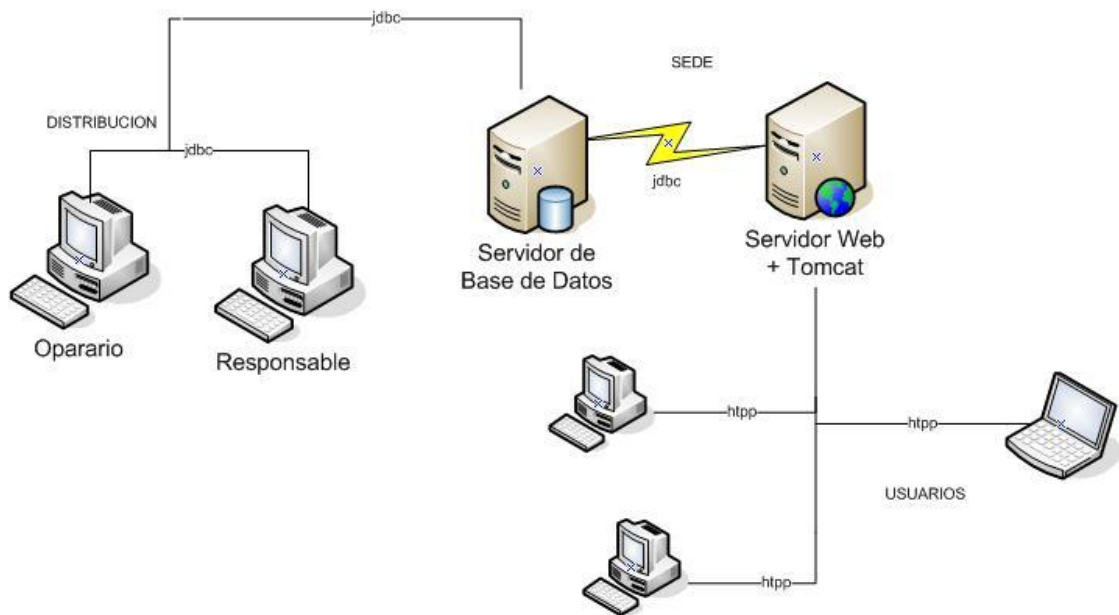 jdbc
SEDE
DISTRIBUCION
jdbc
jdbc
Servidor de
Base de Datos
Servidor Web
+ Tomcat
Oparario
Responsable
htpp
htpp
USUARIOS
htpp